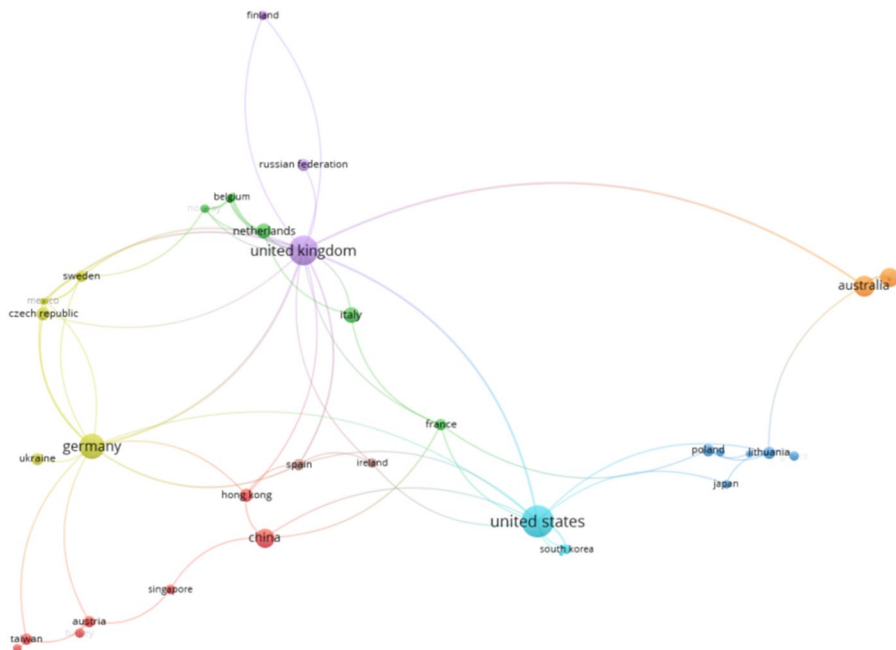 finland
russian federation
belgium
norway
netherlands
united kingdom
sweden
mexico
czech republic
australia
italy
france
germany
ukraine
poland
lithuania
spain
ireland
japan
hong kong
united states
china
south korea
singapore
austria
taiwan